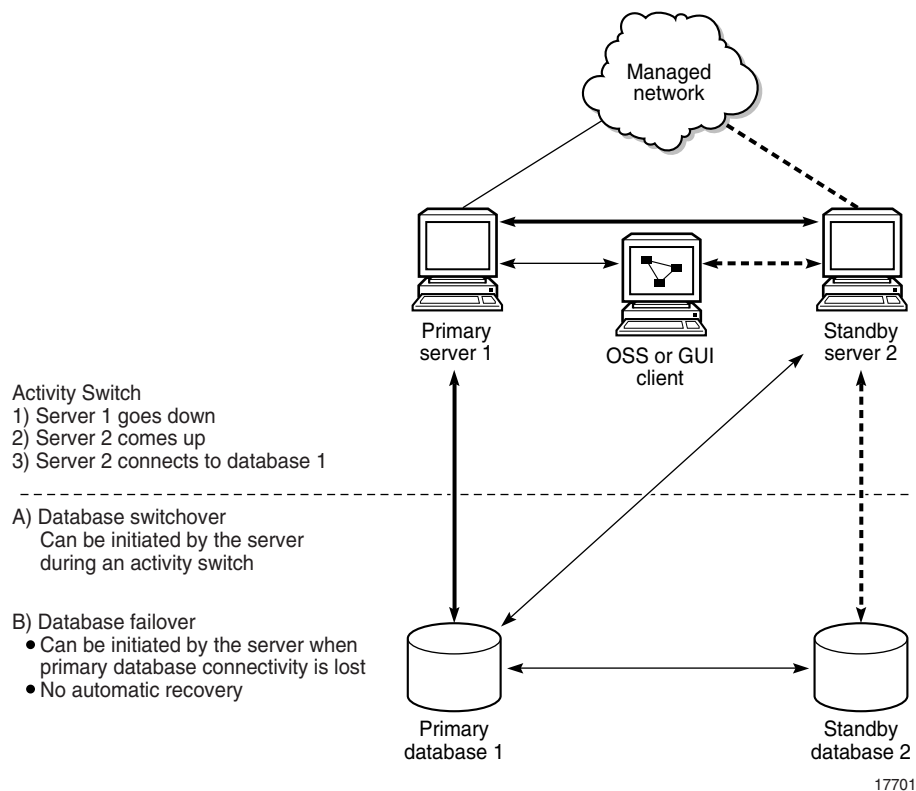 Managed
network
Primary
server 1
OSS or GUI
client
Standby
server 2
Activity Switch
1) Server 1 goes down
2) Server 2 comes up
3) Server 2 connects to database 1
A) Database switchover
Can be initiated by the server
during an activity switch
B) Database failover
• Can be initiated by the server when
primary database connectivity is lost
• No automatic recovery
Primary
database 1
Standby
database 2
17701